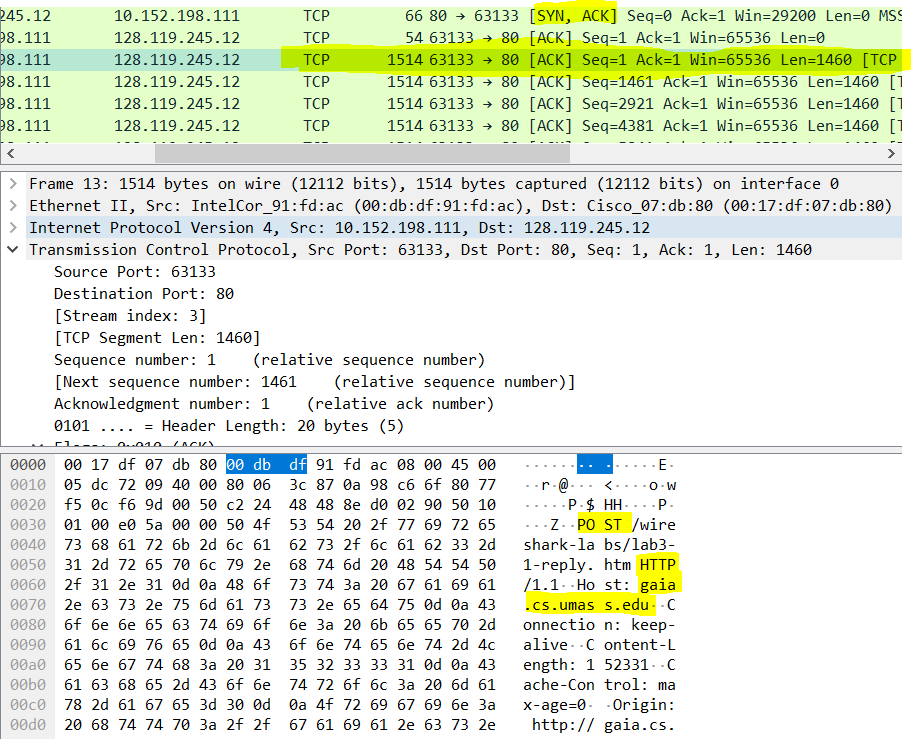 245.12 10.152.198.111 TCP 66 80 → 63133 [SYN, ACK] Seq=0 Ack=1 Win=29200 Len=0 MSS
98.111 128.119.245.12 TCP 54 63133 → 80 [ACK] Seq=1 Ack=1 Win=65536 Len=0
98.111 128.119.245.12 TCP 1514 63133 → 80 [ACK] Seq=1 Ack=1 Win=65536 Len=1460 [TCP
98.111 128.119.245.12 TCP 1514 63133 → 80 [ACK] Seq=1461 Ack=1 Win=65536 Len=1460 [T
98.111 128.119.245.12 TCP 1514 63133 → 80 [ACK] Seq=2921 Ack=1 Win=65536 Len=1460 [T
98.111 128.119.245.12 TCP 1514 63133 → 80 [ACK] Seq=4381 Ack=1 Win=65536 Len=1460 [T
Frame 13: 1514 bytes on wire (12112 bits), 1514 bytes captured (12112 bits) on interface 0
Ethernet II, Src: IntelCor_91:fd:ac (00:db:df:91:fd:ac), Dst: Cisco_07:db:80 (00:17:df:07:db:80)
Internet Protocol Version 4, Src: 10.152.198.111, Dst: 128.119.245.12
Transmission Control Protocol, Src Port: 63133, Dst Port: 80, Seq: 1, Ack: 1, Len: 1460
Source Port: 63133
Destination Port: 80
[Stream index: 3]
[TCP Segment Len: 1460]
Sequence number: 1 (relative sequence number)
[Next sequence number: 1461 (relative sequence number)]
Acknowledgment number: 1 (relative ack number)
0101 .... = Header Length: 20 bytes (5)
Flags: 0x010 (ACK)
0000 00 17 df 07 db 80 00 db df 91 fd ac 08 00 45 00 ········ ······E·
0010 05 dc 72 09 40 00 80 06 3c 87 0a 98 c6 6f 80 77 ··r·@··· <····o·w
0020 f5 0c f6 9d 00 50 c2 24 48 48 8e d0 02 90 50 10 ·····P·$ HH····P·
0030 01 00 e0 5a 00 00 50 4f 53 54 20 2f 77 69 72 65 ···Z··PO ST /wire
0040 73 68 61 72 6b 2d 6c 61 62 73 2f 6c 61 62 33 2d shark-la bs/lab3-
0050 31 2d 72 65 70 6c 79 2e 68 74 6d 20 48 54 54 50 1-reply. htm HTTP
0060 2f 31 2e 31 0d 0a 48 6f 73 74 3a 20 67 61 69 61 /1.1··Ho st: gaia
0070 2e 63 73 2e 75 6d 61 73 73 2e 65 64 75 0d 0a 43 .cs.umas s.edu··C
0080 6f 6e 6e 65 63 74 69 6f 6e 3a 20 6b 65 65 70 2d onnectio n: keep-
0090 61 6c 69 76 65 0d 0a 43 6f 6e 74 65 6e 74 2d 4c alive··C ontent-L
00a0 65 6e 67 74 68 3a 20 31 35 32 33 33 31 0d 0a 43 ength: 1 52331··C
00b0 61 63 68 65 2d 43 6f 6e 74 72 6f 6c 3a 20 6d 61 ache-Con trol: ma
00c0 78 2d 61 67 65 3d 30 0d 0a 4f 72 69 67 69 6e 3a x-age=0· ·Origin:
00d0 20 68 74 74 70 3a 2f 2f 67 61 69 61 2e 63 73 2e http:// gaia.cs.